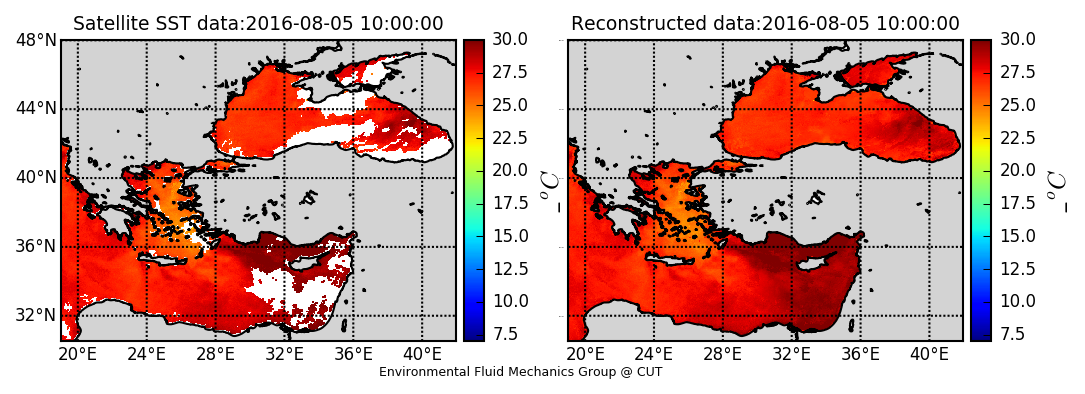 Satellite SST data:2016-08-05 10:00:00
Reconstructed data:2016-08-05 10:00:00
48°N
44°N
40°N
36°N
32°N
20°E 24°E 28°E 32°E 36°E 40°E
30.0
27.5
25.0
22.5
20.0
17.5
15.0
12.5
10.0
7.5
_°C
20°E 24°E 28°E 32°E 36°E 40°E
30.0
27.5
25.0
22.5
20.0
17.5
15.0
12.5
10.0
7.5
_°C
Environmental Fluid Mechanics Group @ CUT